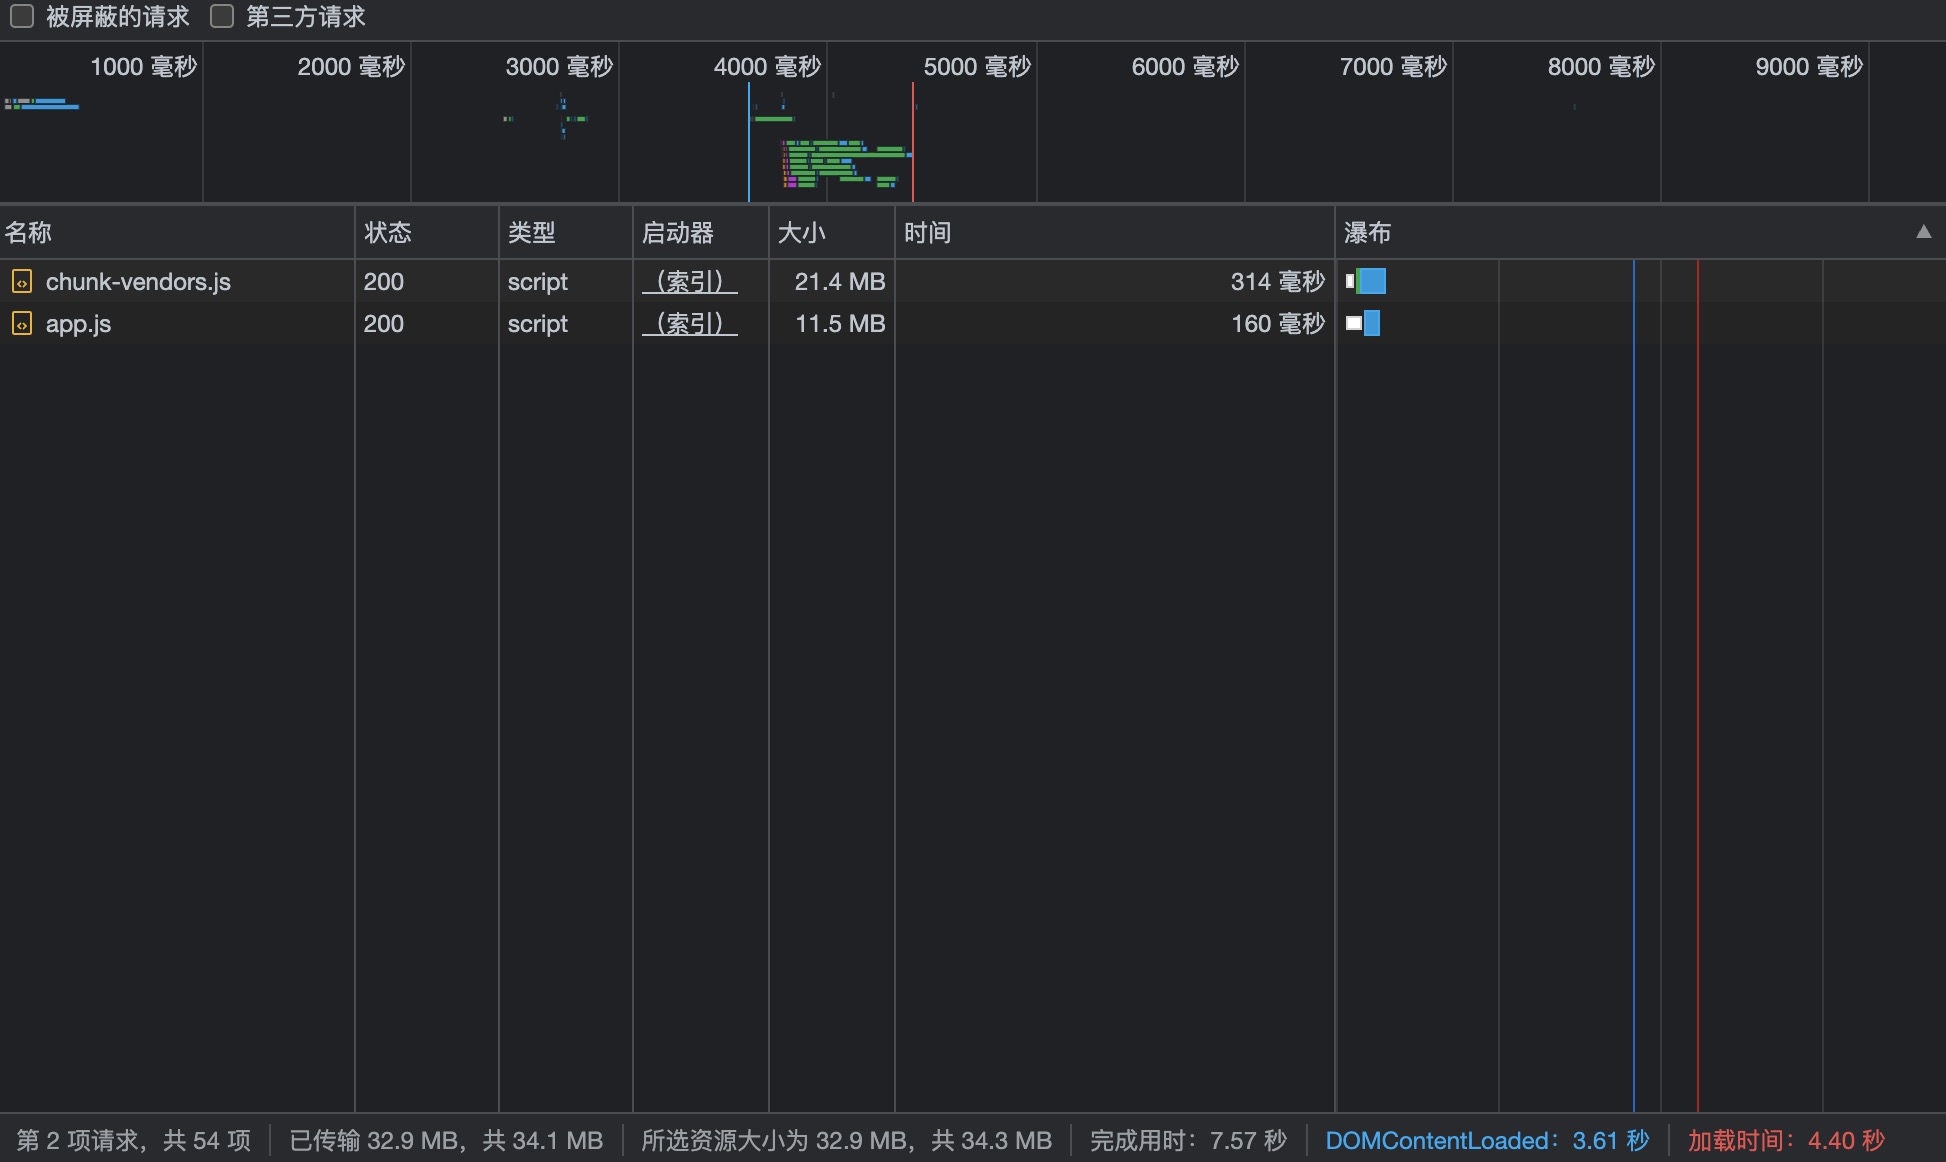 被屏蔽的请求 第三方请求
1000 毫秒 2000 毫秒 3000 毫秒 4000 毫秒 5000 毫秒 6000 毫秒 7000 毫秒 8000 毫秒 9000 毫秒
名称 状态 类型 启动器 大小 时间 瀑布
chunk-vendors.js 200 script （索引） 21.4 MB 314 毫秒
app.js 200 script （索引） 11.5 MB 160 毫秒
第 2 项请求，共 54 项 已传输 32.9 MB，共 34.1 MB 所选资源大小为 32.9 MB，共 34.3 MB 完成用时：7.57 秒 DOMContentLoaded：3.61 秒 加载时间：4.40 秒